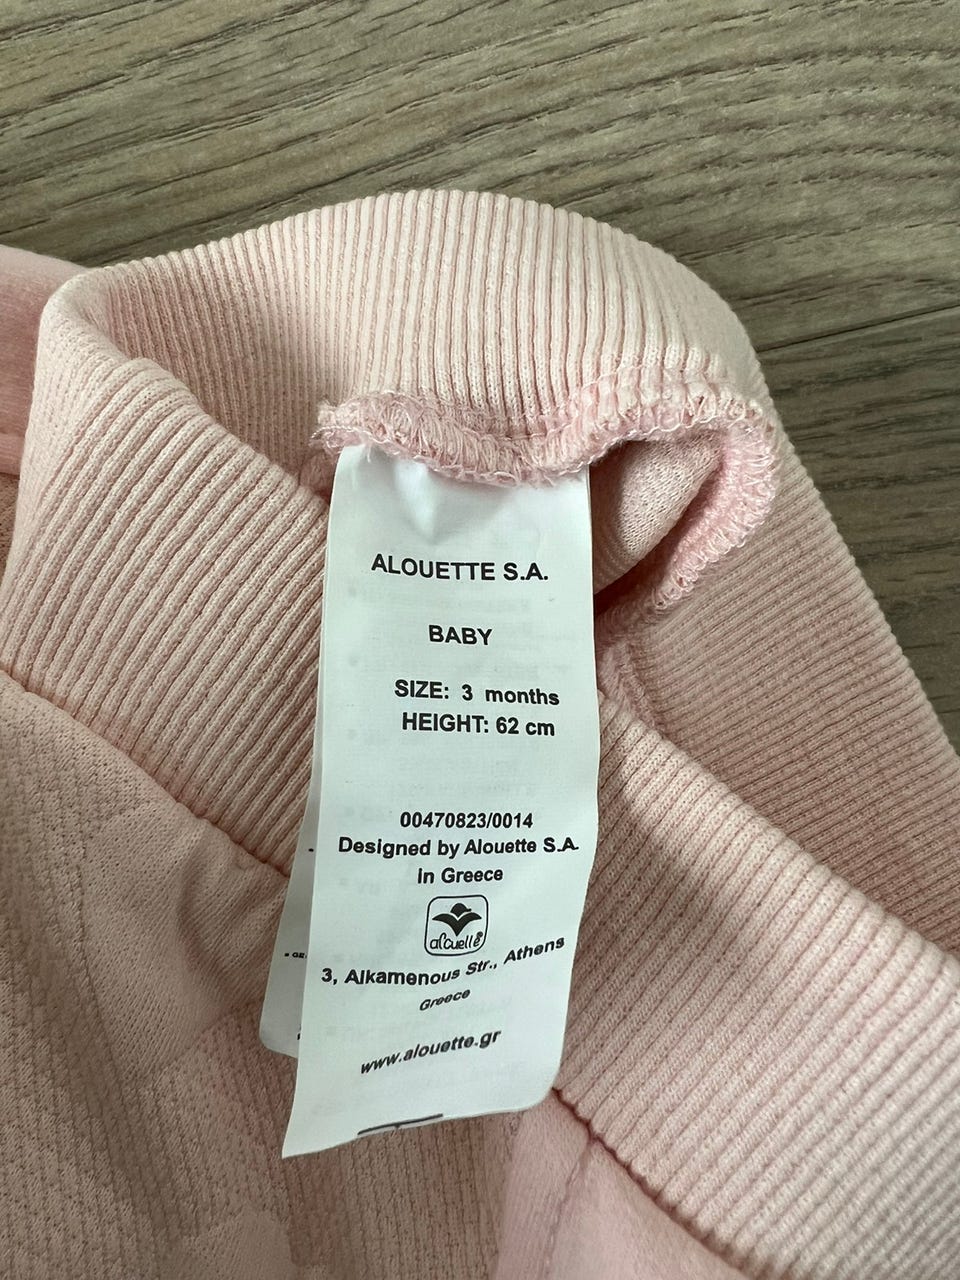 ALOUETTE S.A.
BABY
SIZE: 3 months
HEIGHT: 62 cm
00470823/0014
Designed by Alouette S.A.
in Greece
alouette
3, Alkamenous Str., Athens
Greece
www.alouette.gr